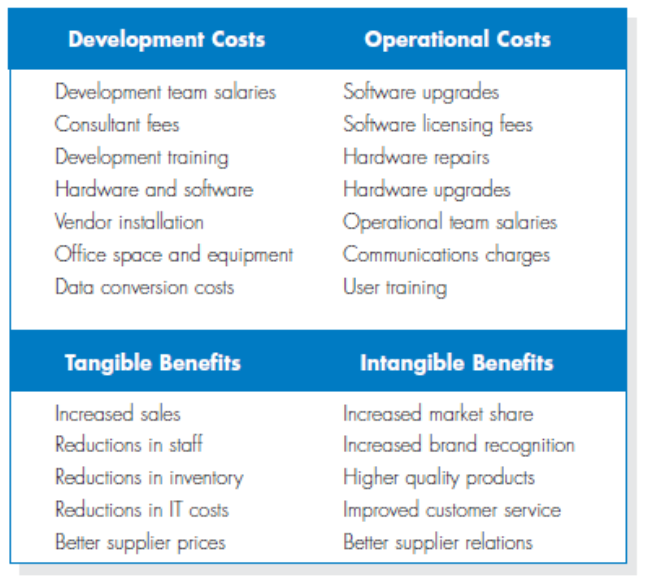 Development Costs
Operational Costs
Development team salaries
Consultant fees
Development training
Hardware and software
Vendor installation
Office space and equipment
Data conversion costs
Software upgrades
Software licensing fees
Hardware repairs
Hardware upgrades
Operational team salaries
Communications charges
User training
Tangible Benefits
Intangible Benefits
Increased sales
Reductions in staff
Reductions in inventory
Reductions in IT costs
Better supplier prices
Increased market share
Increased brand recognition
Higher quality products
Improved customer service
Better supplier relations